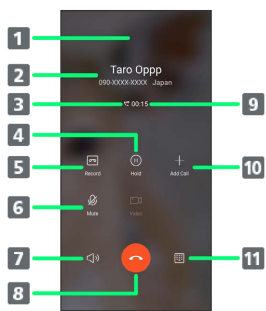 1
2
Taro Oppp
090-XXXX-XXXX Japan
3
00:15
9
4
5
Record
Hold
Add Call
10
6
Mute
Video
7
11
8